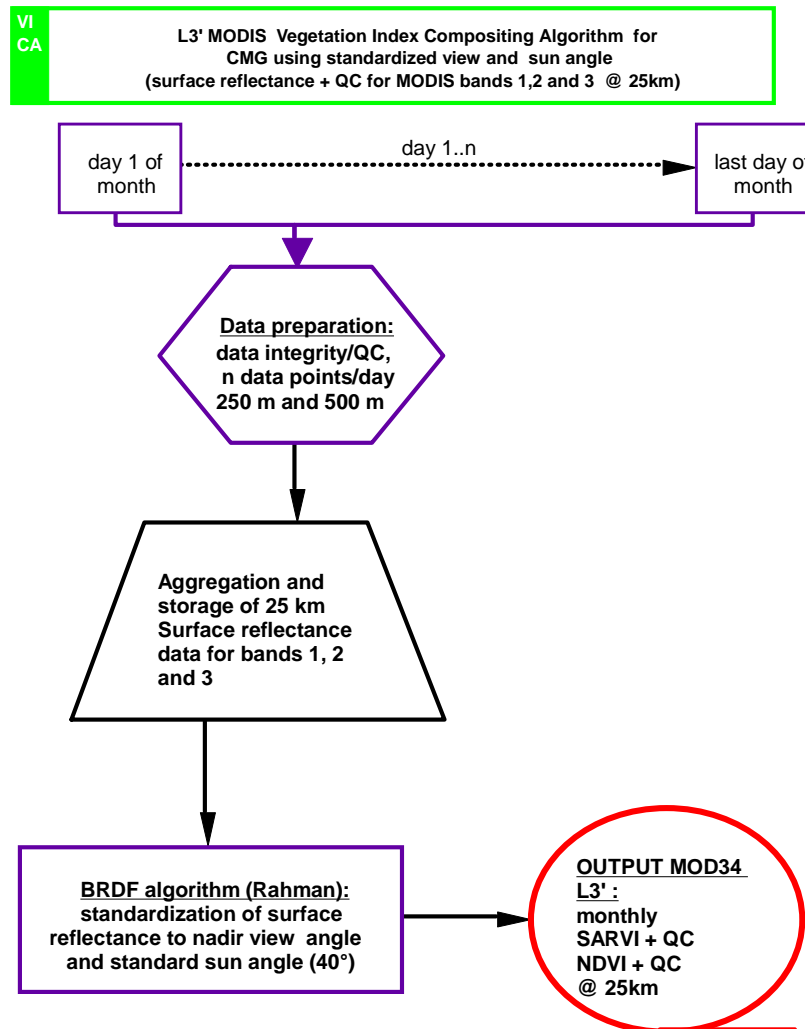 VI
CA
L3' MODIS Vegetation Index Compositing Algorithm for
CMG using standardized view and sun angle
(surface reflectance + QC for MODIS bands 1,2 and 3 @ 25km)
day 1 of
month
day 1..n
last day of
month
Data preparation:
data integrity/QC,
n data points/day
250 m and 500 m
Aggregation and
storage of 25 km
Surface reflectance
data for bands 1, 2
and 3
BRDF algorithm (Rahman):
standardization of surface
reflectance to nadir view angle
and standard sun angle (40°)
OUTPUT MOD34
L3' :
monthly
SARVI + QC
NDVI + QC
@ 25km